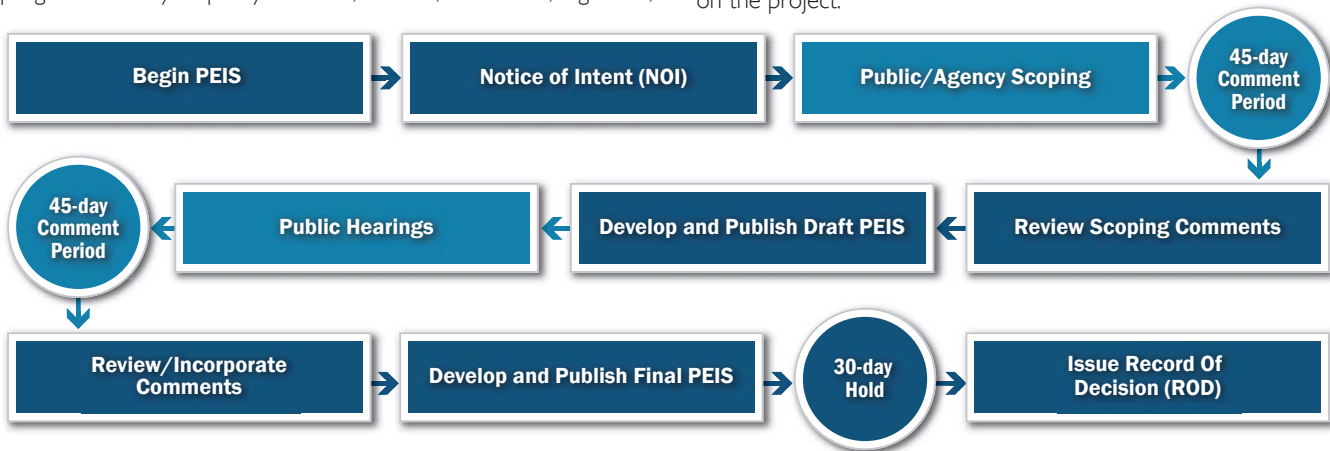 on the project.
Begin PEIS
Notice of Intent (NOI)
Public/Agency Scoping
45-day
Comment
Period
Review Scoping Comments
Develop and Publish Draft PEIS
Public Hearings
45-day
Comment
Period
Review/Incorporate
Comments
Develop and Publish Final PEIS
30-day
Hold
Issue Record Of
Decision (ROD)